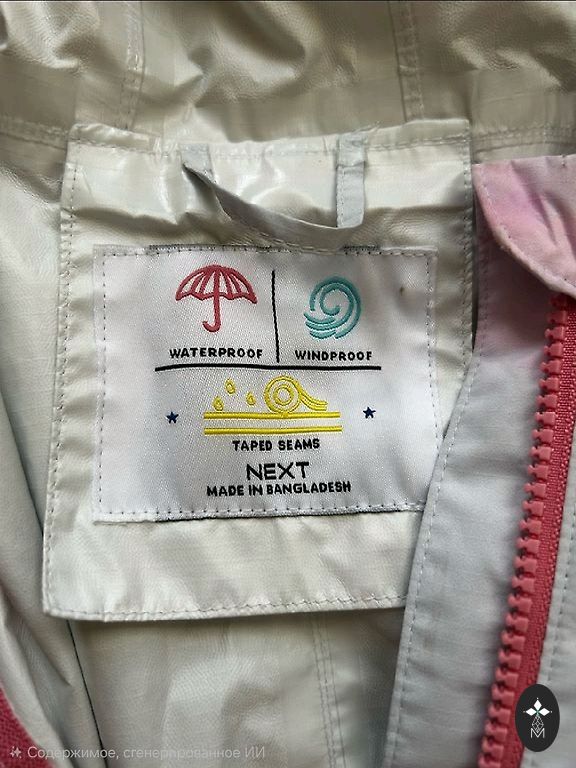 WATERPROOF
WINDPROOF
TAPED SEAMS
NEXT
MADE IN BANGLADESH
Содержимое, сгенерированное ИИ
M